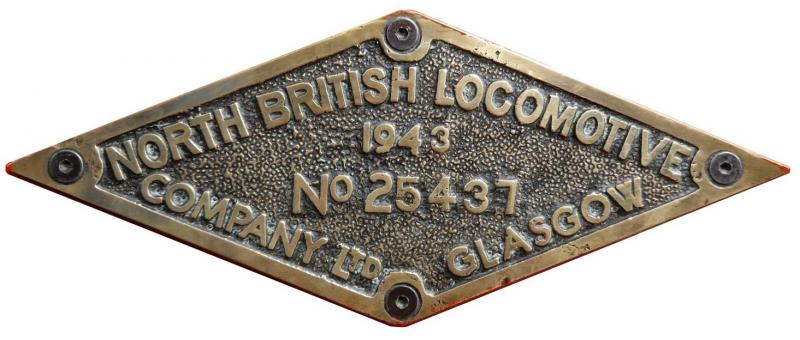 NORTH BRITISH LOCOMOTIVE
1943
No 25437
COMPANY LTD GLASGOW